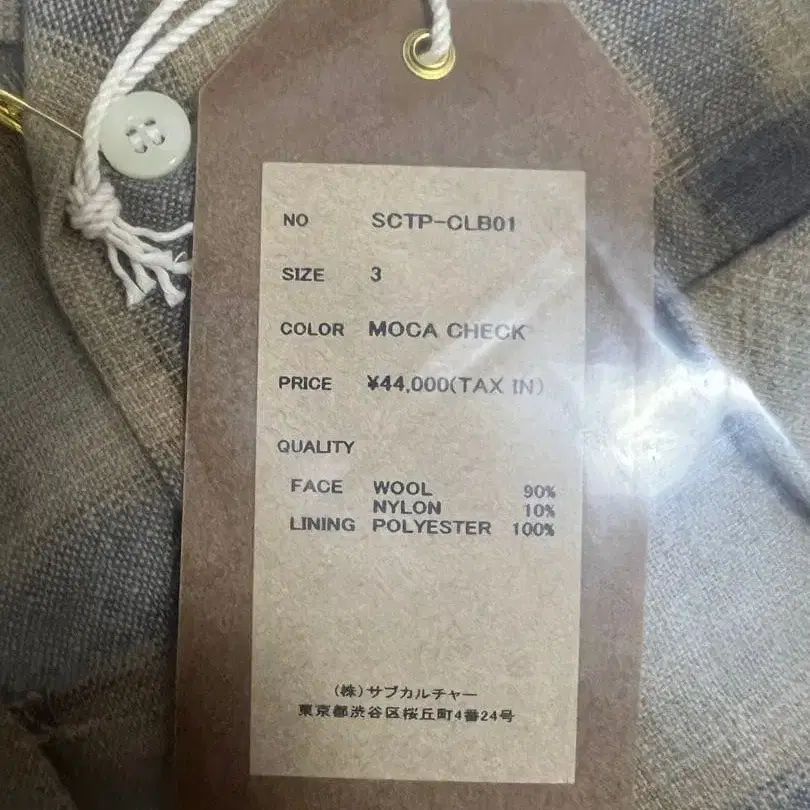 NO SCTP-CLB01
SIZE 3
COLOR MOCA CHECK
PRICE ¥44,000(TAX IN)
QUALITY
FACE WOOL 90%
NYLON 10%
LINING POLYESTER 100%
(株)サブカルチャー
東京都渋谷区桜丘町4番24号